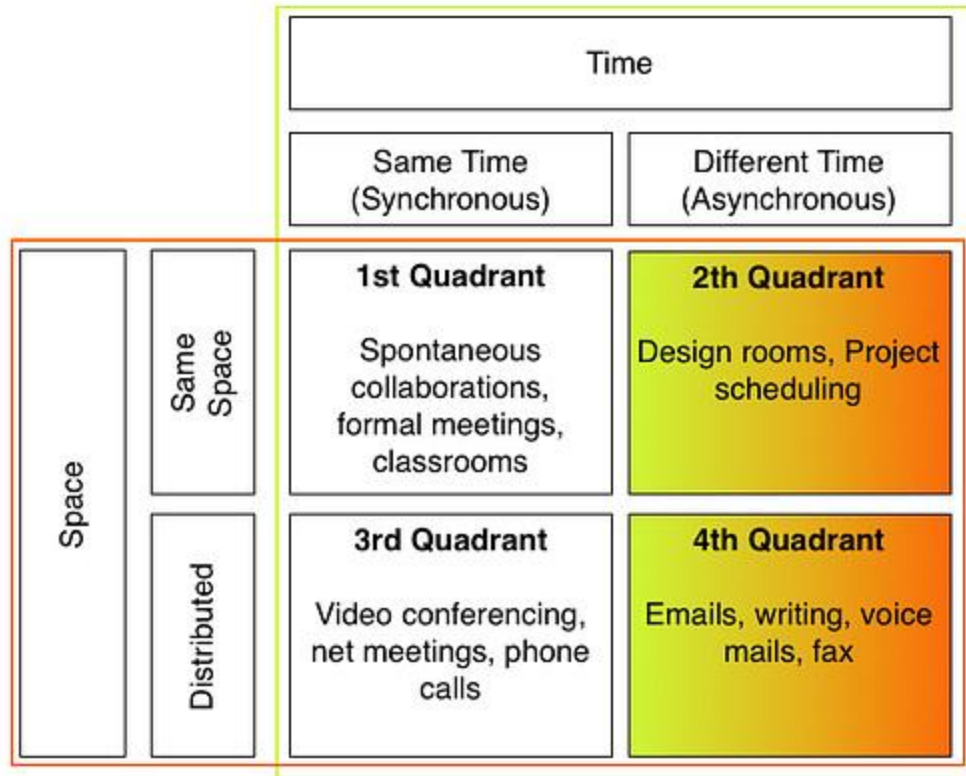 Time
Same Time
(Synchronous)
Different Time
(Asynchronous)
Space
Same
Space
1st Quadrant
Spontaneous
collaborations,
formal meetings,
classrooms
2th Quadrant
Design rooms, Project
scheduling
Distributed
3rd Quadrant
Video conferencing,
net meetings, phone
calls
4th Quadrant
Emails, writing, voice
mails, fax